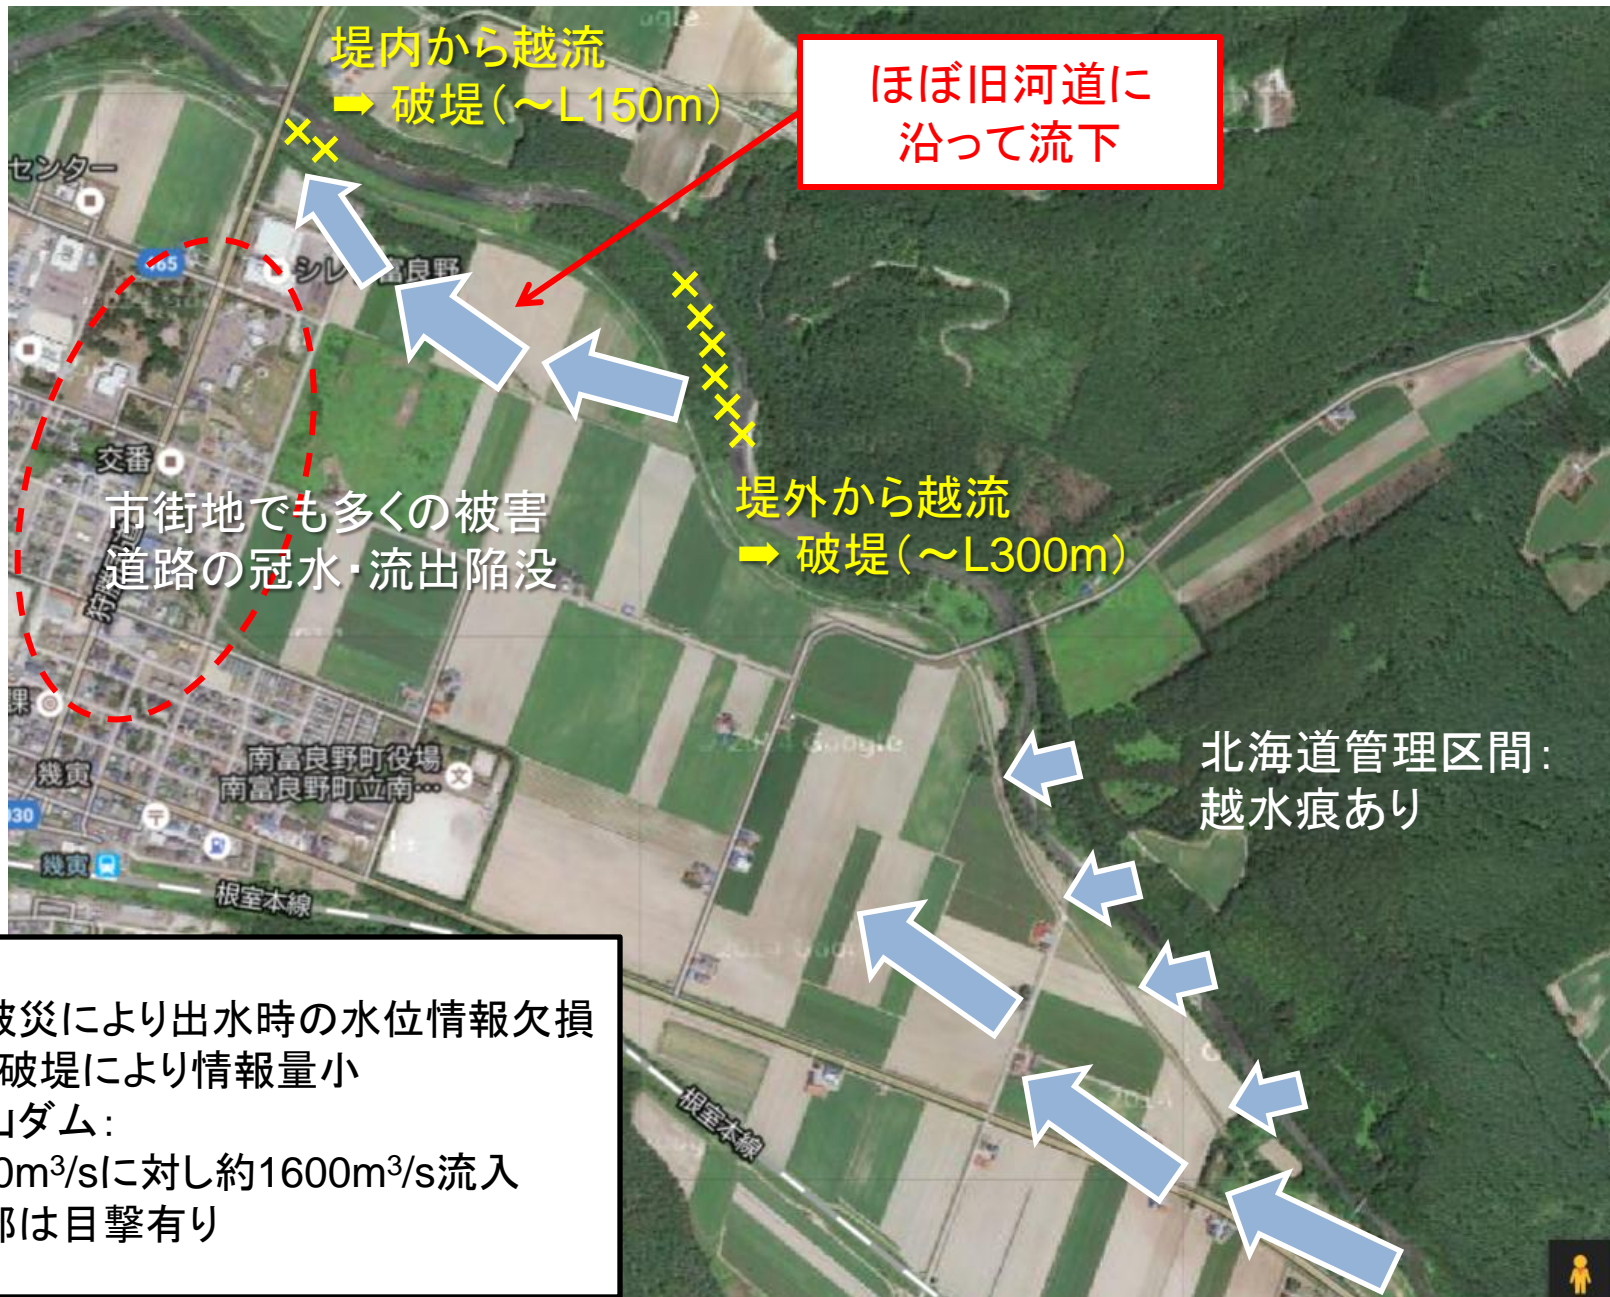 堤内から越流
➡ 破堤(～L150m)
ほぼ旧河道に
沿って流下
センター
465
シレ 富良野
交番
市街地でも多くの被害
道路の冠水・流出陥没
堤外から越流
➡ 破堤(～L300m)
課
幾寅
南富良野町役場
南富良野町立南…
文
北海道管理区間：
越水痕あり
幾寅
根室本線
根室本線
被災により出水時の水位情報欠損
破堤により情報量小
山ダム：
0m³/sに対し約1600m³/s流入
部は目撃有り